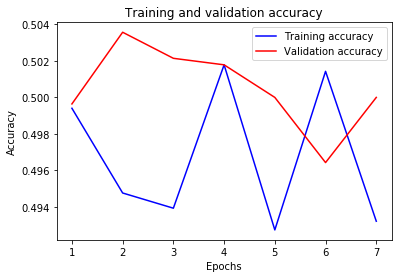 Training and validation accuracy
0.504
0.502
0.500
0.498
0.496
0.494
Accuracy
Training accuracy
Validation accuracy
1 2 3 4 5 6 7
Epochs